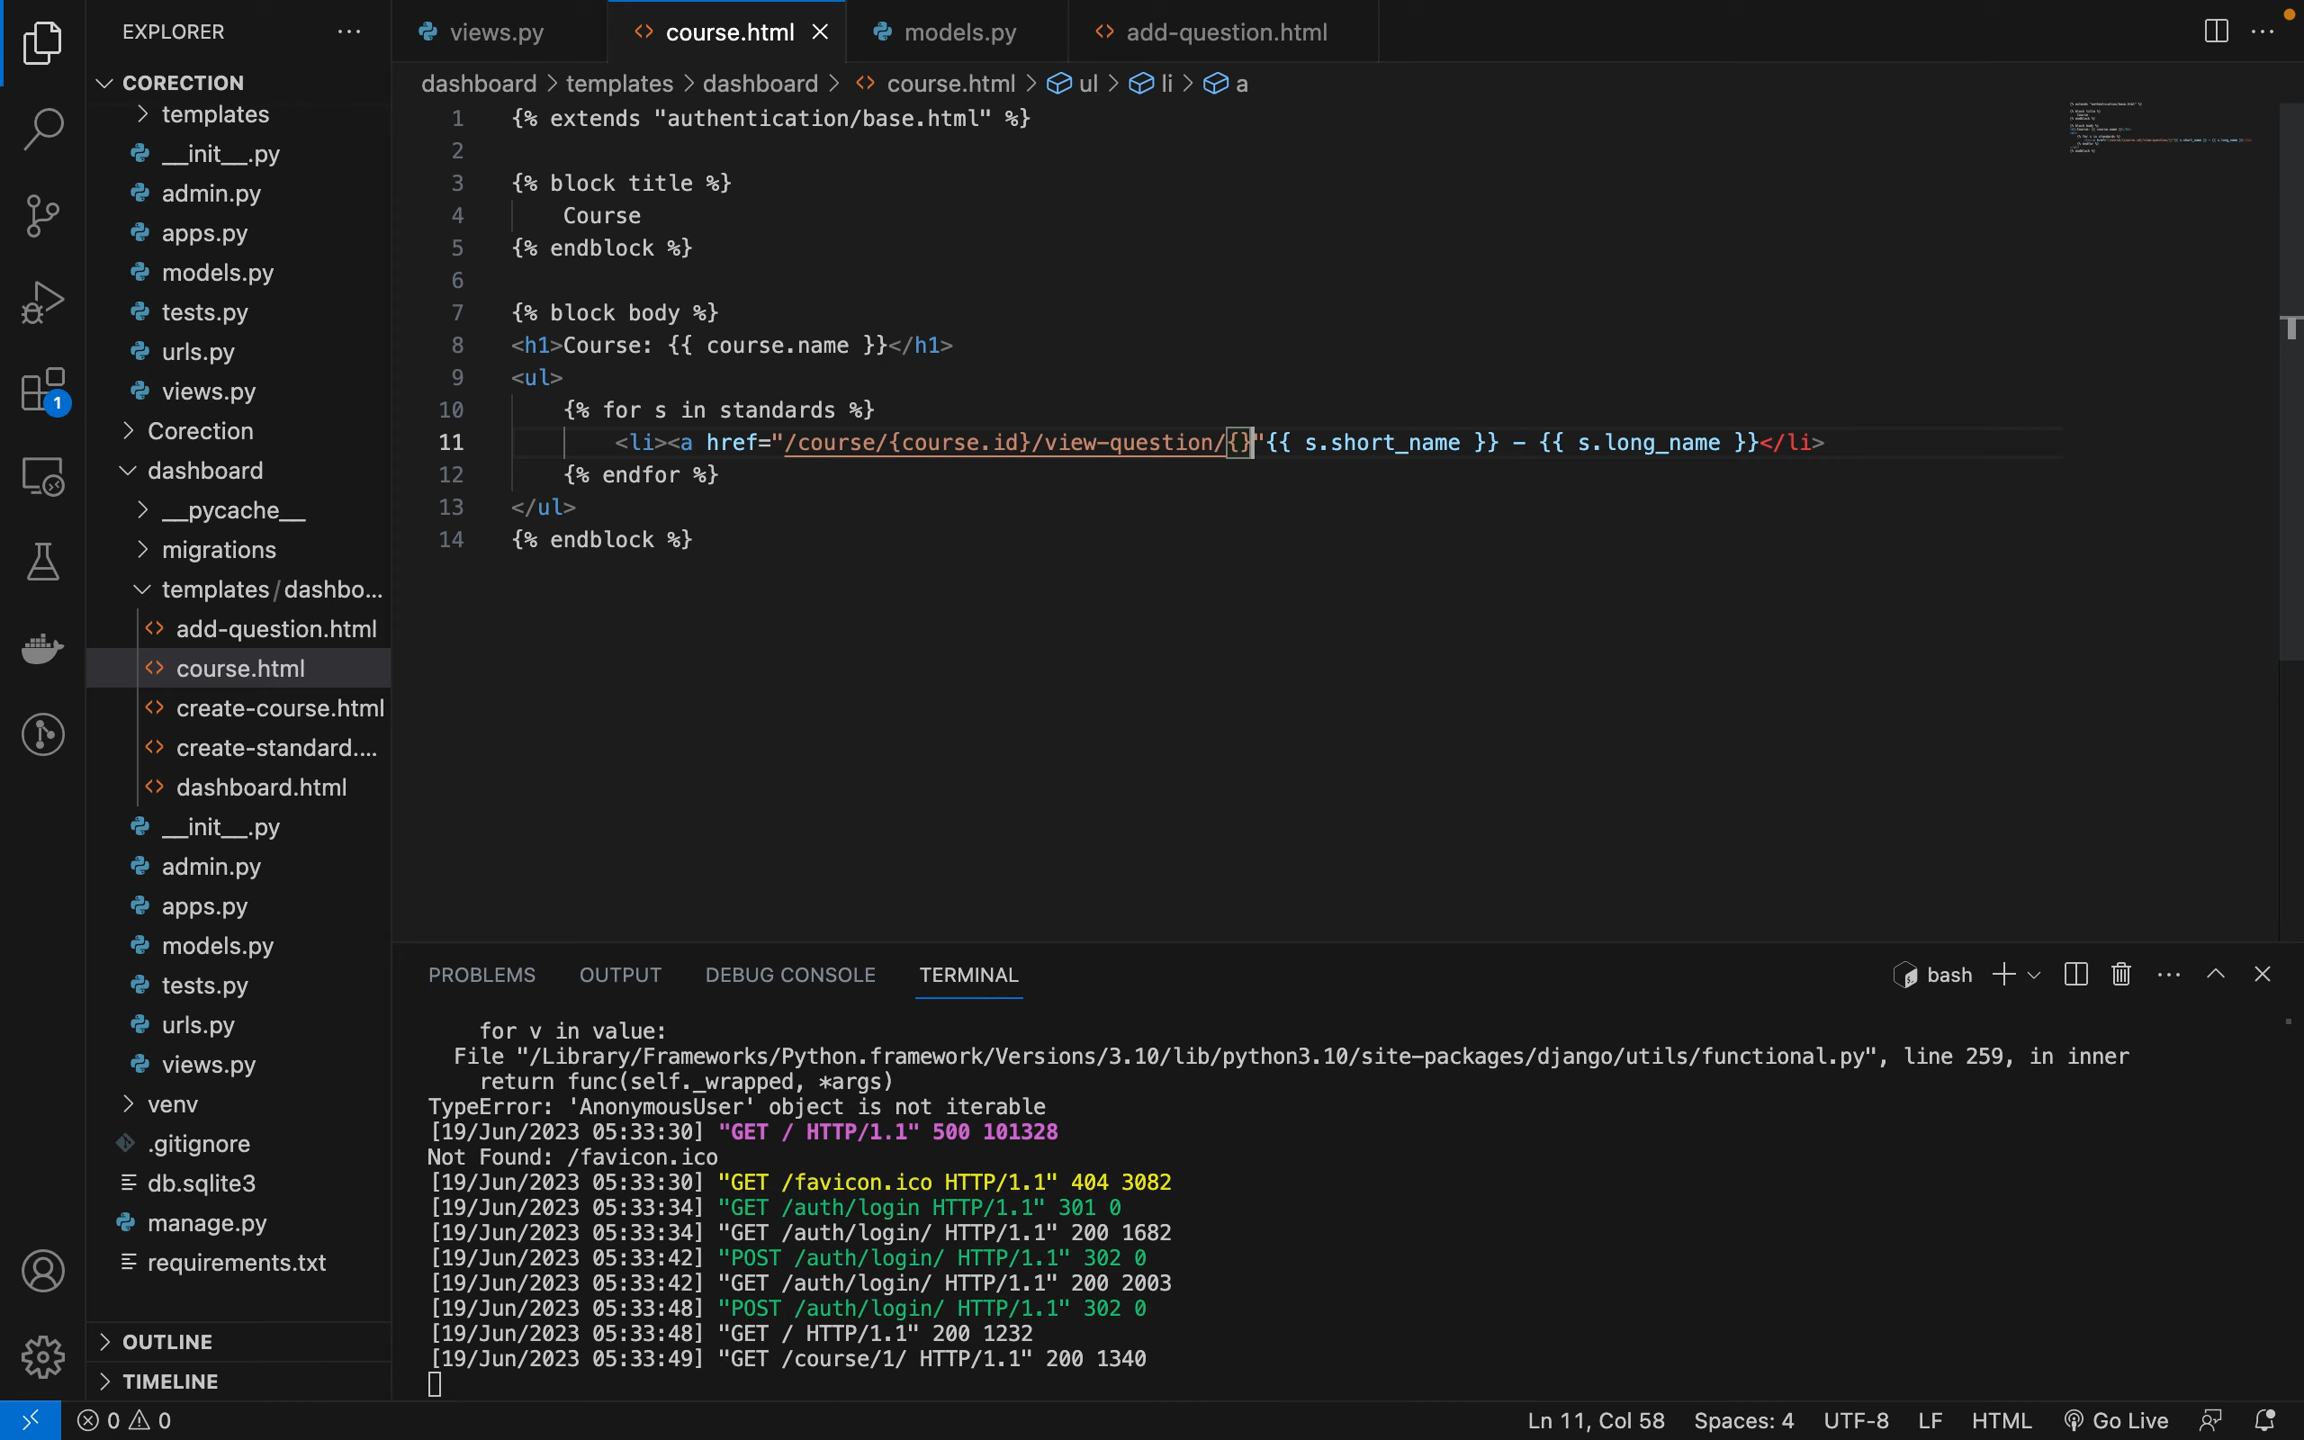 EXPLORER
CORECTION
templates
__init__.py
admin.py
apps.py
models.py
tests.py
urls.py
views.py
Corection
dashboard
__pycache__
migrations
templates/dashbo...
add-question.html
course.html
create-course.html
create-standard....
dashboard.html
__init__.py
admin.py
apps.py
models.py
tests.py
urls.py
views.py
venv
.gitignore
db.sqlite3
manage.py
requirements.txt
OUTLINE
TIMELINE
1
views.py
course.html
models.py
add-question.html
dashboard > templates > dashboard > course.html > ul > li > a
1 {% extends "authentication/base.html" %}
2
3 {% block title %}
4 Course
5 {% endblock %}
6
7 {% block body %}
8 <h1>Course: {{ course.name }}</h1>
9 <ul>
10 {% for s in standards %}
11 <li><a href="/course/{course.id}/view-question/{}"{{ s.short_name }} - {{ s.long_name }}</li>
12 {% endfor %}
13 </ul>
14 {% endblock %}
PROBLEMS OUTPUT DEBUG CONSOLE TERMINAL
bash
for v in value:
File "/Library/Frameworks/Python.framework/Versions/3.10/lib/python3.10/site-packages/django/utils/functional.py", line 259, in inner
return func(self._wrapped, *args)
TypeError: 'AnonymousUser' object is not iterable
[19/Jun/2023 05:33:30] "GET / HTTP/1.1" 500 101328
Not Found: /favicon.ico
[19/Jun/2023 05:33:30] "GET /favicon.ico HTTP/1.1" 404 3082
[19/Jun/2023 05:33:34] "GET /auth/login HTTP/1.1" 301 0
[19/Jun/2023 05:33:34] "GET /auth/login/ HTTP/1.1" 200 1682
[19/Jun/2023 05:33:42] "POST /auth/login/ HTTP/1.1" 302 0
[19/Jun/2023 05:33:42] "GET /auth/login/ HTTP/1.1" 200 2003
[19/Jun/2023 05:33:48] "POST /auth/login/ HTTP/1.1" 302 0
[19/Jun/2023 05:33:48] "GET / HTTP/1.1" 200 1232
[19/Jun/2023 05:33:49] "GET /course/1/ HTTP/1.1" 200 1340
0 0
Ln 11, Col 58 Spaces: 4 UTF-8 LF HTML Go Live